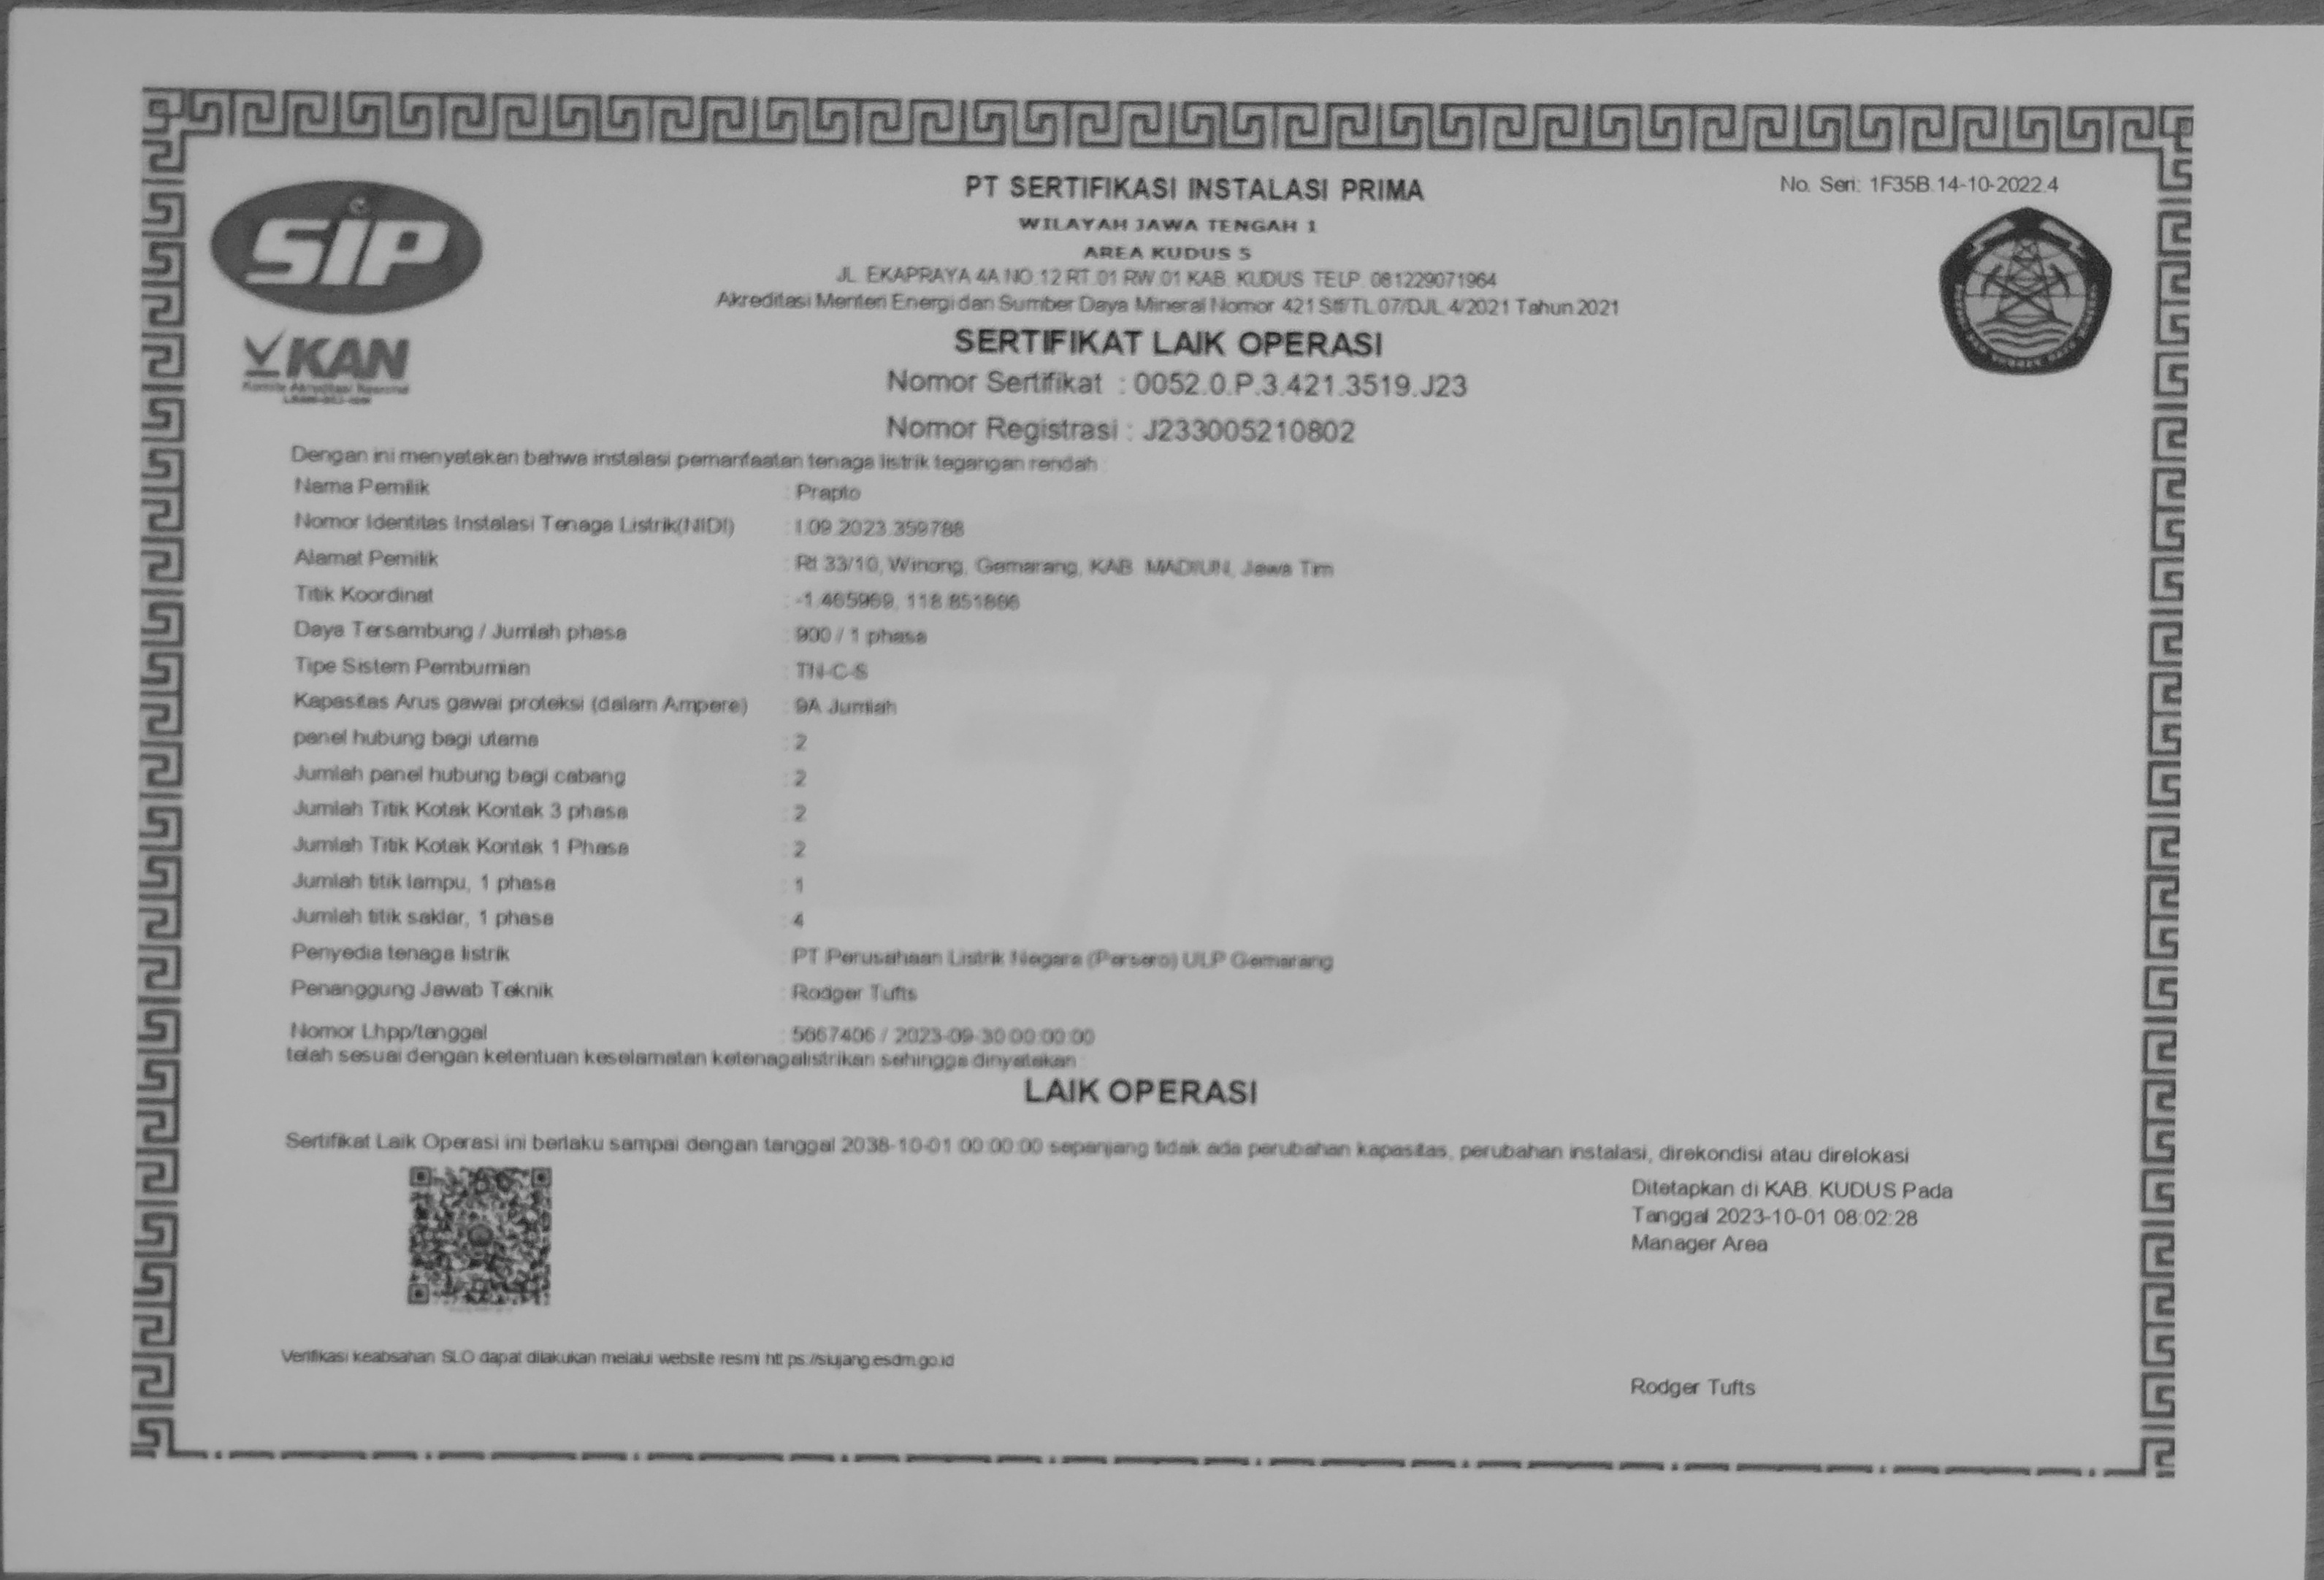 PT SERTIFIKASI INSTALASI PRIMA
No. Seri: 1F35B.14-10-2022.4
SIP
WILAYAH JAWA TENGAH 1
AREA KUDUS 5
JL. EKAPRAYA 4A NO.12 RT.01 RW.01 KAB. KUDUS TELP. 081229071964
Akreditasi Menteri Energi dan Sumber Daya Mineral Nomor 421 Stf/TL.07/DJL.4/2021 Tahun 2021
KAN
Komite Akreditasi Nasional
SERTIFIKAT LAIK OPERASI
Nomor Sertifikat : 0052.0.P.3.421.3519.J23
Nomor Registrasi : J233005210802
Dengan ini menyatakan bahwa instalasi pemanfaatan tenaga listrik tegangan rendah :
Nama Pemilik : Prapto
Nomor Identitas Instalasi Tenaga Listrik(NIDI) : I.09.2023.359788
Alamat Pemilik : Rt 33/10, Winong, Gemarang, KAB. MADIUN, Jawa Tim
Titik Koordinat : -1.465969, 118.851866
Daya Tersambung / Jumlah phasa : 900 / 1 phasa
Tipe Sistem Pembumian : TN-C-S
Kapasitas Arus gawai proteksi (dalam Ampere) : 9A Jumlah
panel hubung bagi utama : 2
Jumlah panel hubung bagi cabang : 2
Jumlah Titik Kotak Kontak 3 phasa : 2
Jumlah Titik Kotak Kontak 1 Phasa : 2
Jumlah titik lampu, 1 phasa : 1
Jumlah titik saklar, 1 phasa : 4
Penyedia tenaga listrik : PT Perusahaan Listrik Negara (Persero) ULP Gemarang
Penanggung Jawab Teknik : Rodger Tufts
Nomor Lhpp/tanggal : 5667406 / 2023-09-30 00:00:00
telah sesuai dengan ketentuan keselamatan ketenagalistrikan sehingga dinyatakan :
LAIK OPERASI
Sertifikat Laik Operasi ini berlaku sampai dengan tanggal 2038-10-01 00:00:00 sepanjang tidak ada perubahan kapasitas, perubahan instalasi, direkondisi atau direlokasi
Ditetapkan di KAB. KUDUS Pada
Tanggal 2023-10-01 08:02:28
Manager Area
Verifikasi keabsahan SLO dapat dilakukan melalui website resmi htt ps://siujang.esdm.go.id
Rodger Tufts